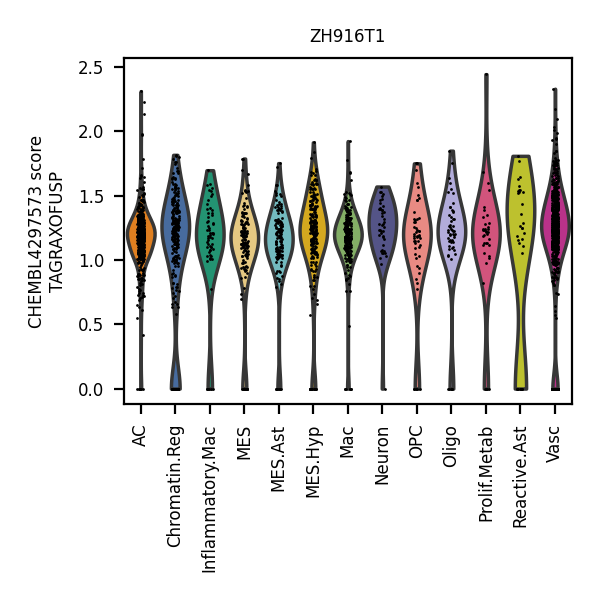 ZH916T1
CHEMBL4297573 score
TAGRAXOFUSP
2.5
2.0
1.5
1.0
0.5
0.0
AC
Chromatin.Reg
Inflammatory.Mac
MES
MES.Ast
MES.Hyp
Mac
Neuron
OPC
Oligo
Prolif.Metab
Reactive.Ast
Vasc